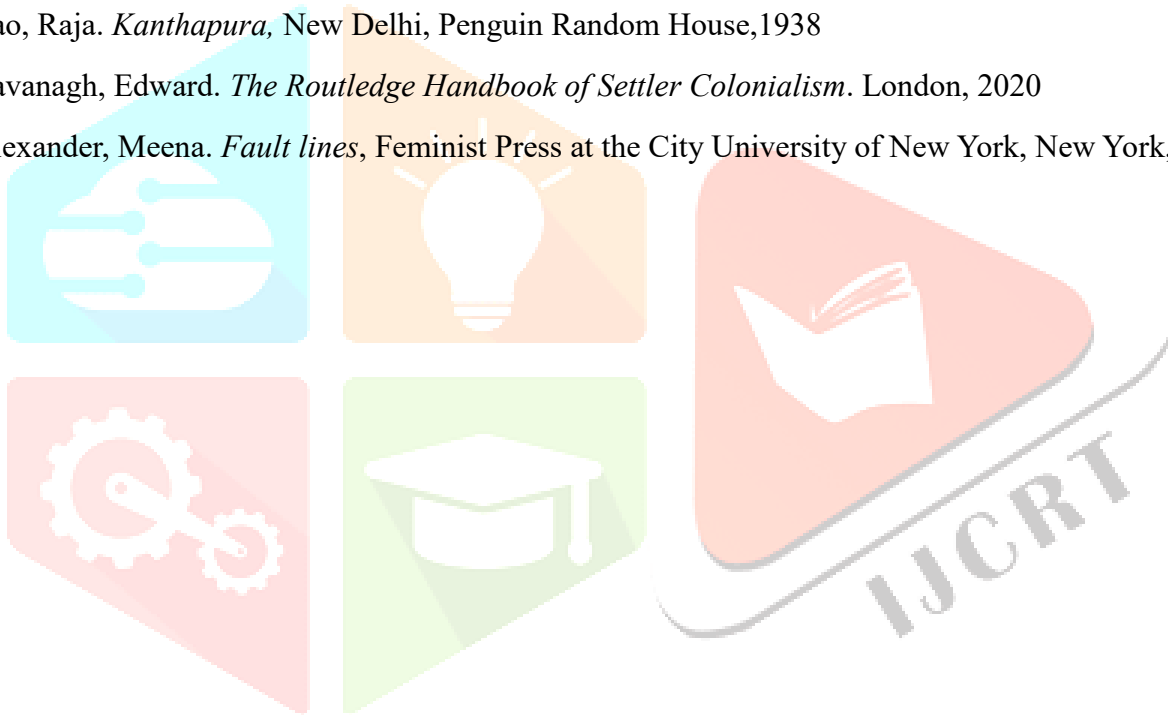 ao, Raja. Kanthapura, New Delhi, Penguin Random House,1938
avanagh, Edward. The Routledge Handbook of Settler Colonialism. London, 2020
lexander, Meena. Fault lines, Feminist Press at the City University of New York, New York,
IJCRT